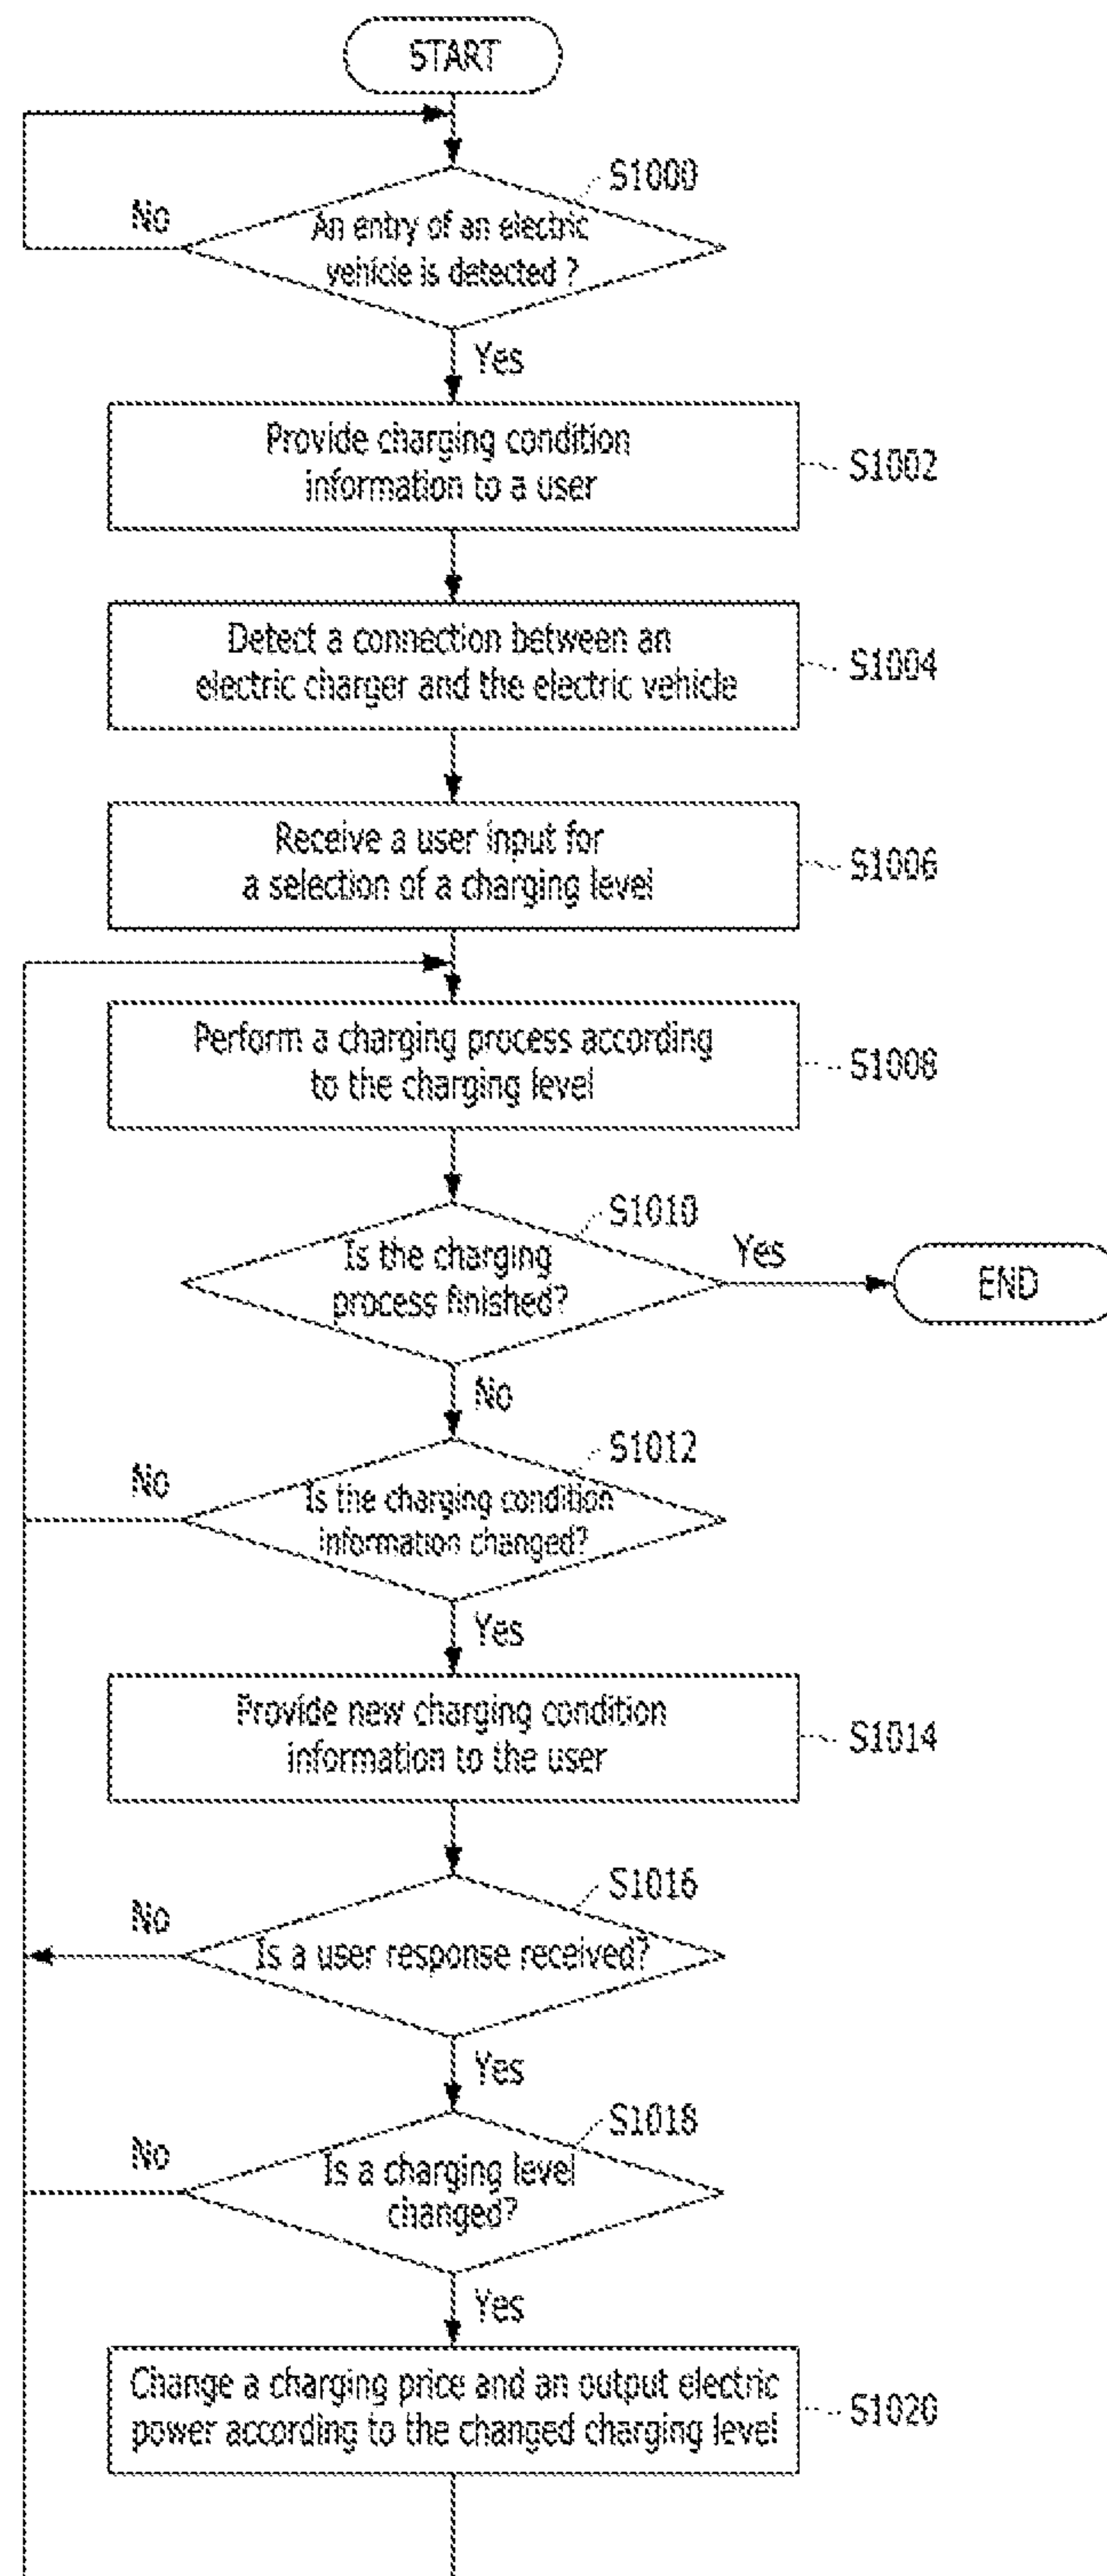 START
S1000
No
An entry of an electric
vehicle is detected ?
Yes
Provide charging condition
information to a user
S1002
Detect a connection between an
electric charger and the electric vehicle
S1004
Receive a user input for
a selection of a charging level
S1006
Perform a charging process according
to the charging level
S1008
S1010
Is the charging
process finished?
Yes
END
No
S1012
No
Is the charging condition
information changed?
Yes
Provide new charging condition
information to the user
S1014
S1016
No
Is a user response received?
Yes
S1018
No
Is a charging level
changed?
Yes
Change a charging price and an output electric
power according to the changed charging level
S1020